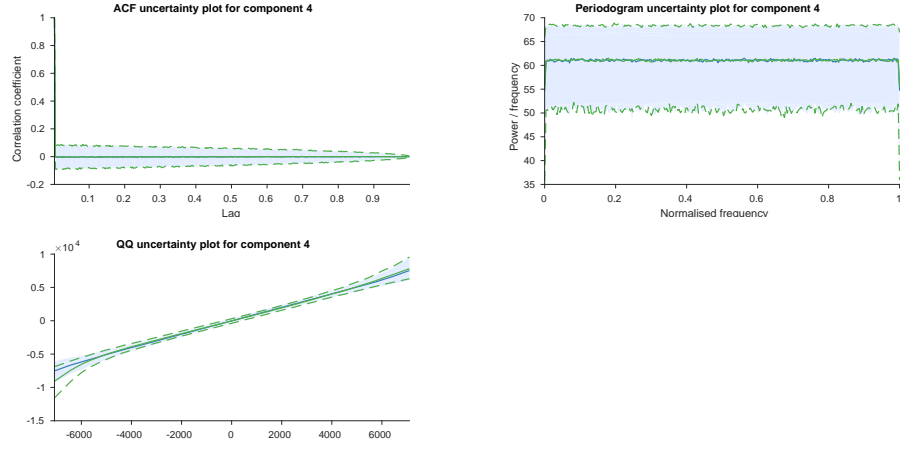 ACF uncertainty plot for component 4
Correlation coefficient
1
0.8
0.6
0.4
0.2
0
-0.2
0.1 0.2 0.3 0.4 0.5 0.6 0.7 0.8 0.9
Lag
Periodogram uncertainty plot for component 4
Power / frequency
70
65
60
55
50
45
40
35
0 0.2 0.4 0.6 0.8 1
Normalised frequency
QQ uncertainty plot for component 4
×10 4
1
0.5
0
-0.5
-1
-1.5
-6000 -4000 -2000 0 2000 4000 6000